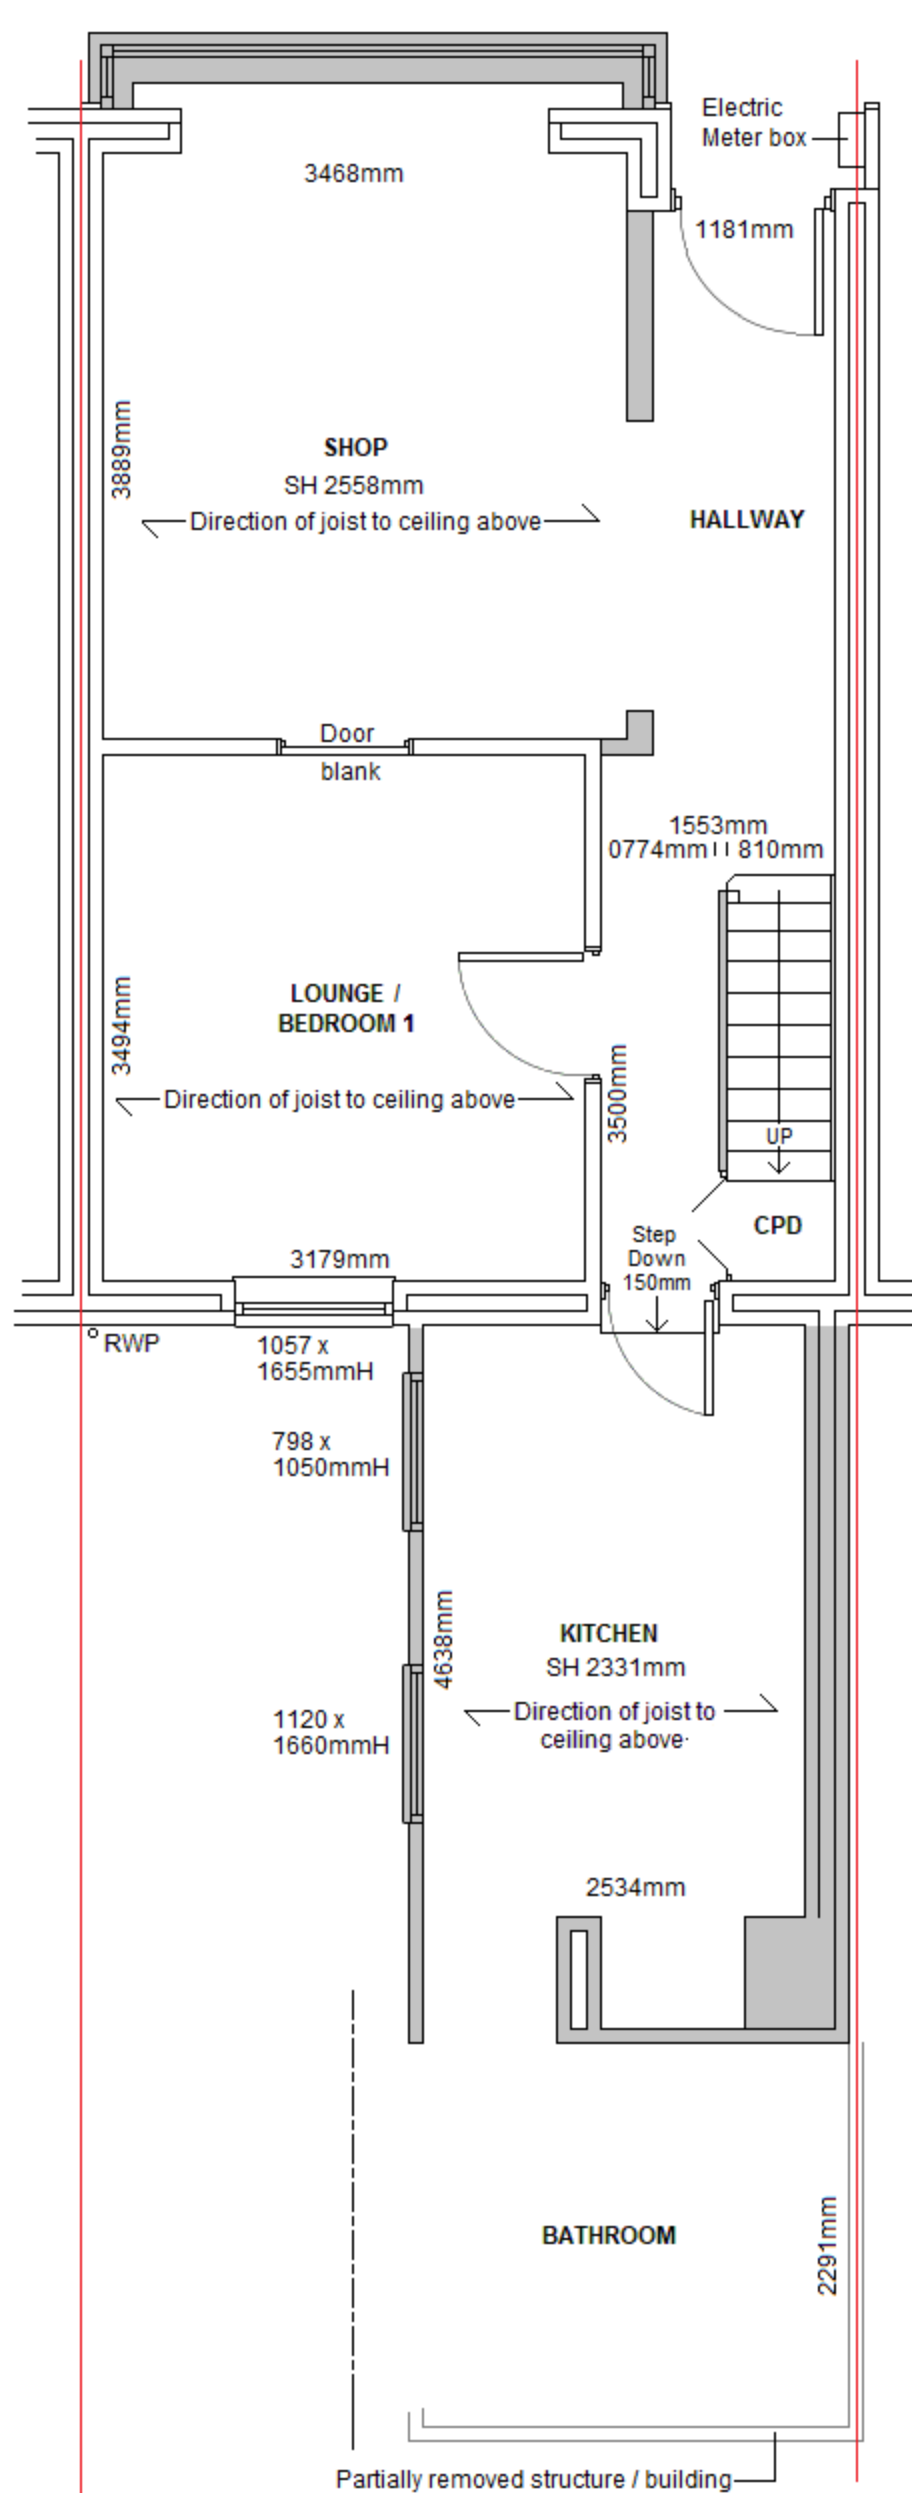 Electric
Meter box
3468mm
1181mm
3889mm
SHOP
SH 2558mm
Direction of joist to ceiling above
HALLWAY
Door
blank
1553mm
0774mm 810mm
LOUNGE /
BEDROOM 1
3494mm
Direction of joist to ceiling above
3500mm
UP
CPD
Step
Down
150mm
3179mm
RWP
1057 x
1655mmH
798 x
1050mmH
4638mm
KITCHEN
SH 2331mm
Direction of joist to
ceiling above
1120 x
1660mmH
2534mm
BATHROOM
2291mm
Partially removed structure / building